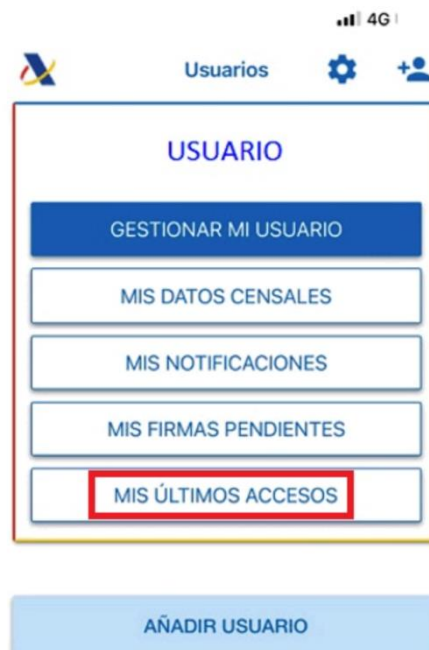 4G
Usuarios
USUARIO
GESTIONAR MI USUARIO
MIS DATOS CENSALES
MIS NOTIFICACIONES
MIS FIRMAS PENDIENTES
MIS ÚLTIMOS ACCESOS
AÑADIR USUARIO